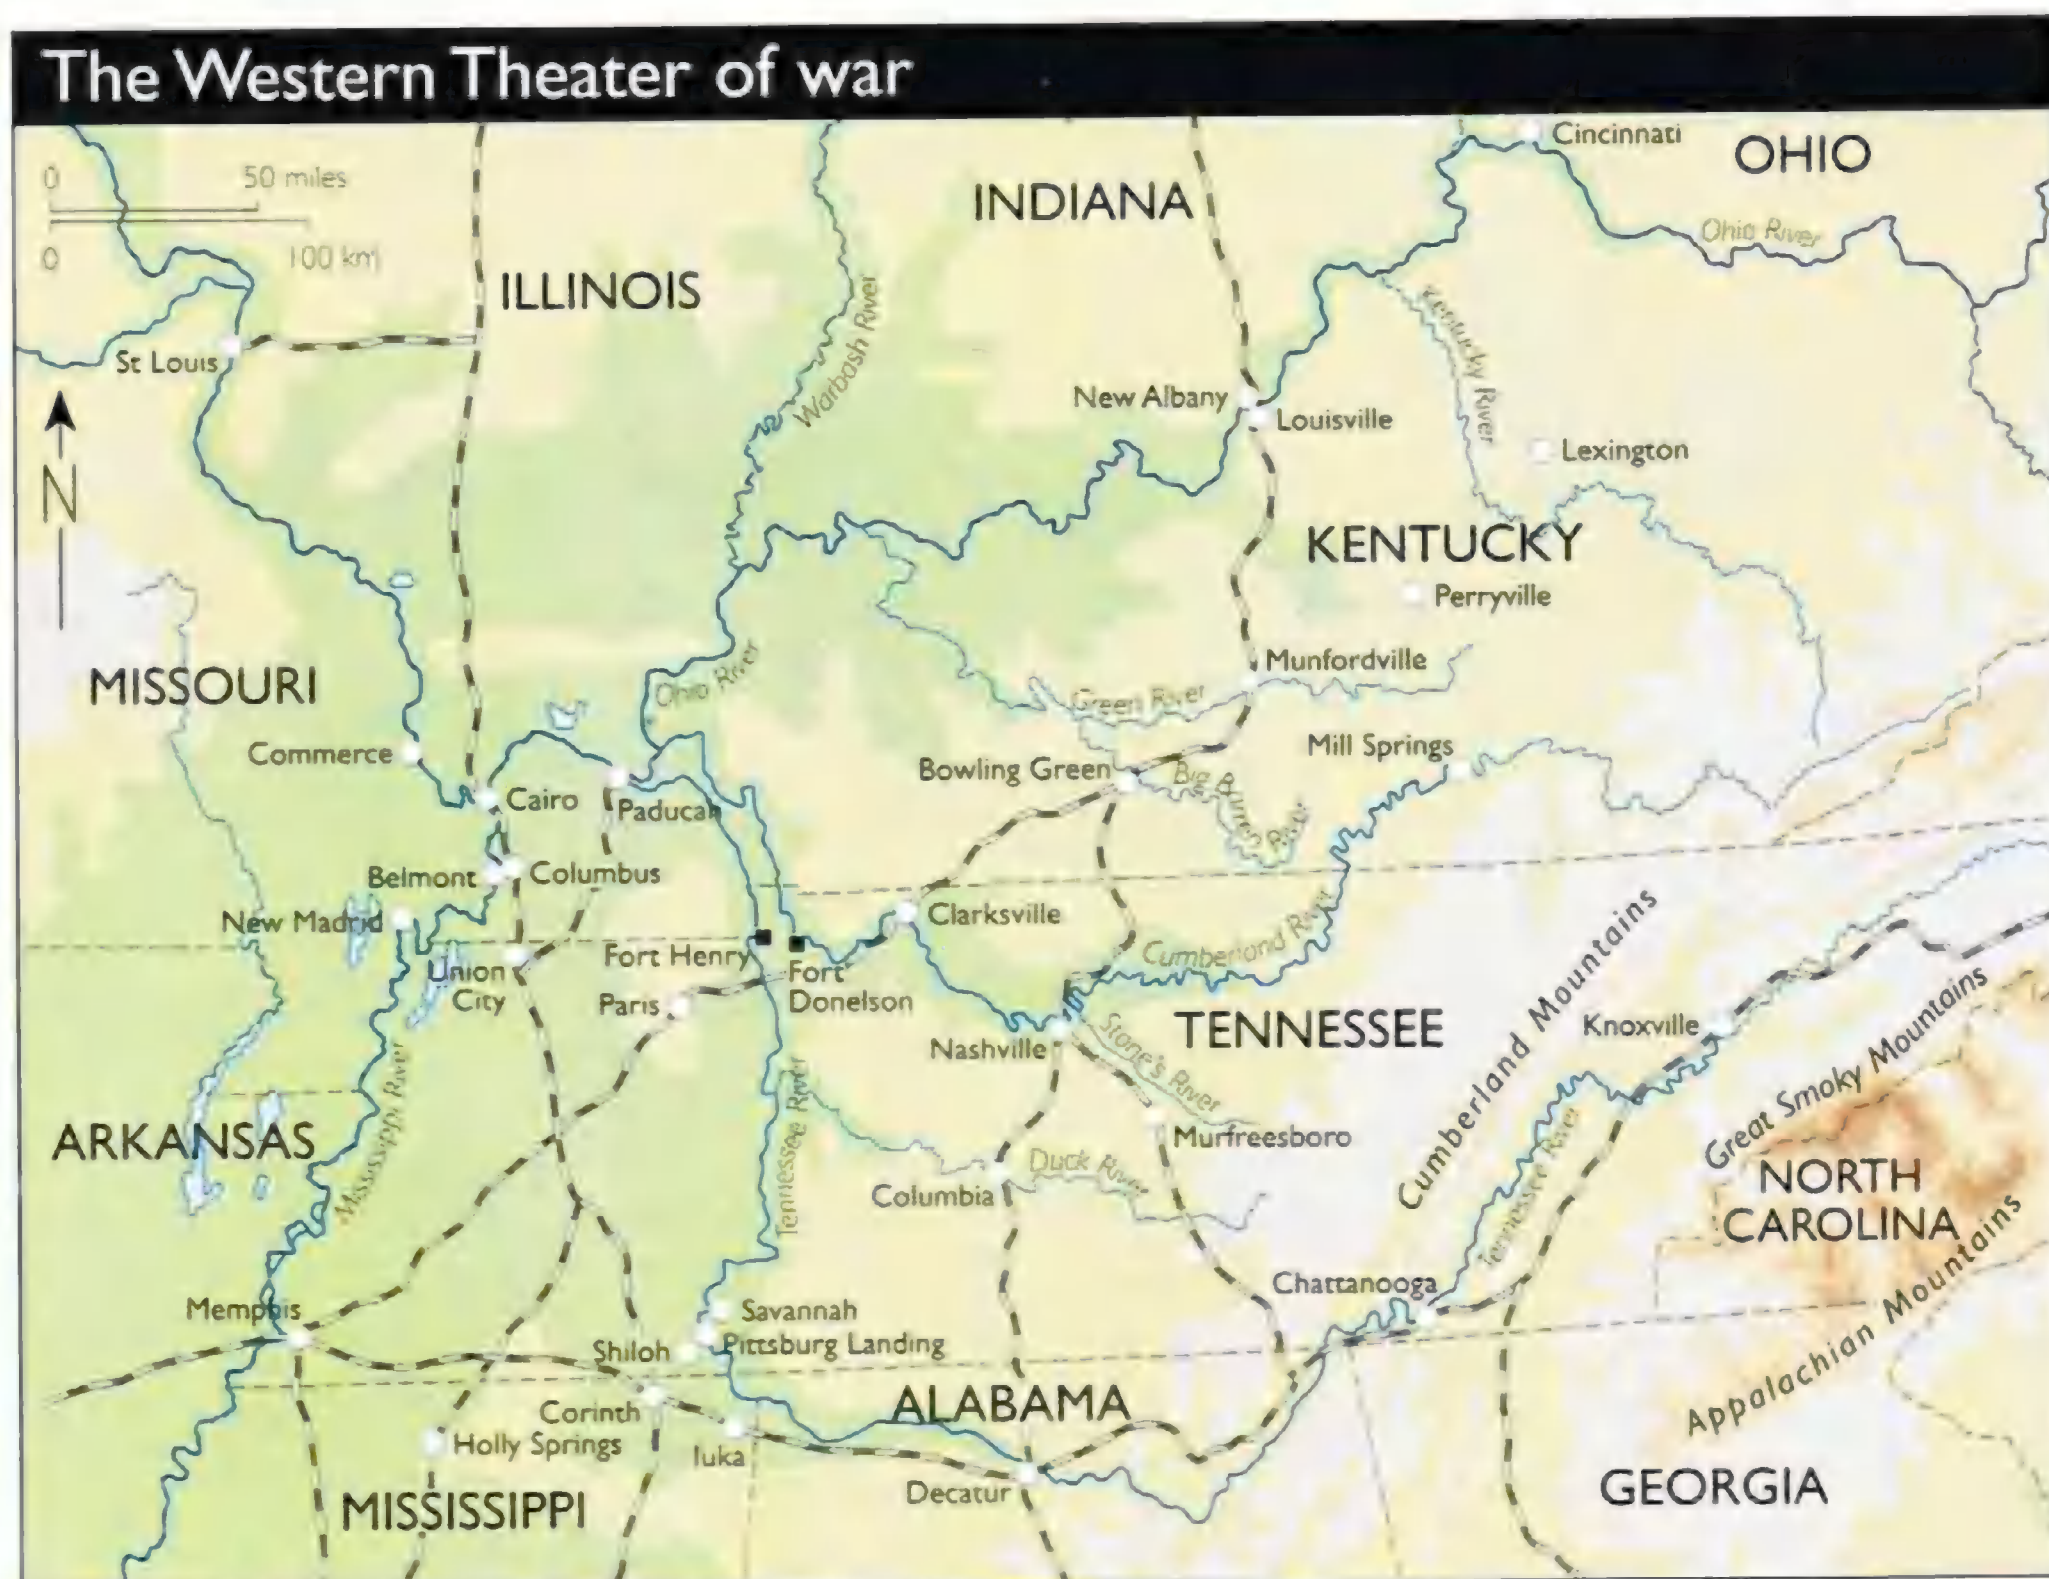 The Western Theater of war
0 50 miles
0 100 km
Cincinnati
OHIO
INDIANA
Ohio River
ILLINOIS
Warbash River
Kentucky River
St Louis
New Albany
Louisville
Lexington
N
KENTUCKY
Perryville
MISSOURI
Ohio River
Munfordville
Green River
Commerce
Mill Springs
Bowling Green
Big Barren River
Cairo
Paducah
Belmont
Columbus
New Madrid
Clarksville
Cumberland River
Cumberland Mountains
Union
City
Fort Henry
Fort
Donelson
Paris
Nashville
TENNESSEE
Stone's River
Knoxville
Great Smoky Mountains
ARKANSAS
Mississippi River
Tennessee River
Murfreesboro
Duck River
Columbia
Tennessee River
NORTH
CAROLINA
Appalachian Mountains
Chattanooga
Memphis
Savannah
Pittsburg Landing
Shiloh
ALABAMA
Corinth
Holly Springs
Iuka
Decatur
MISSISSIPPI
GEORGIA